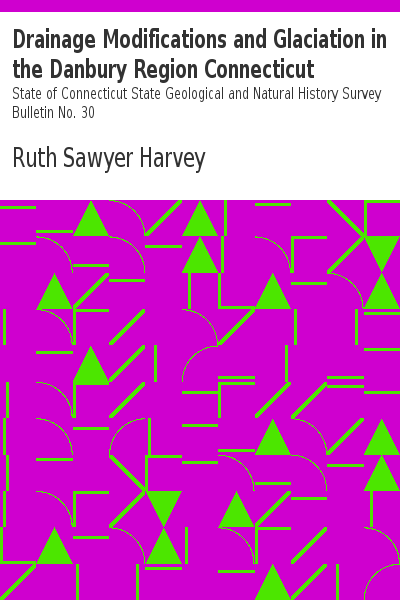 Drainage Modifications and Glaciation in
the Danbury Region Connecticut
State of Connecticut State Geological and Natural History Survey
Bulletin No. 30
Ruth Sawyer Harvey